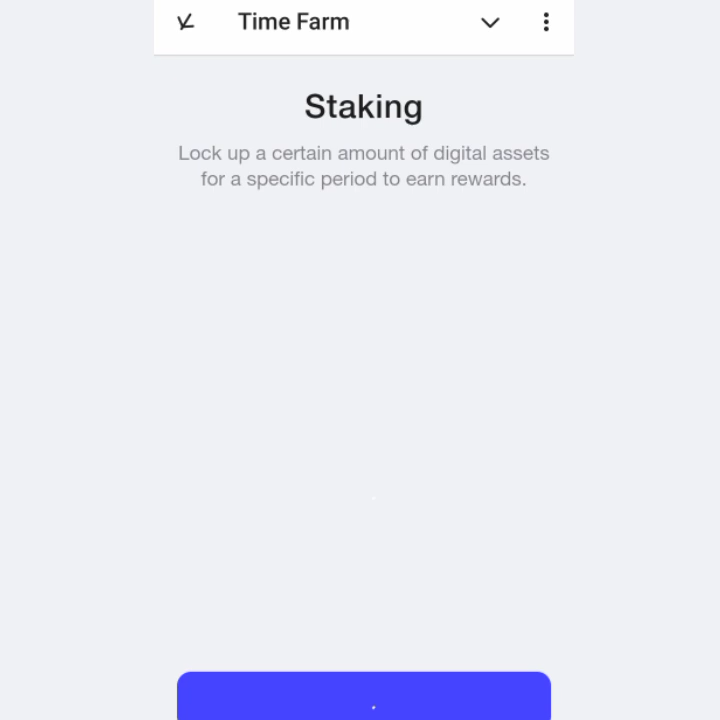 Time Farm
Staking
Lock up a certain amount of digital assets
for a specific period to earn rewards.